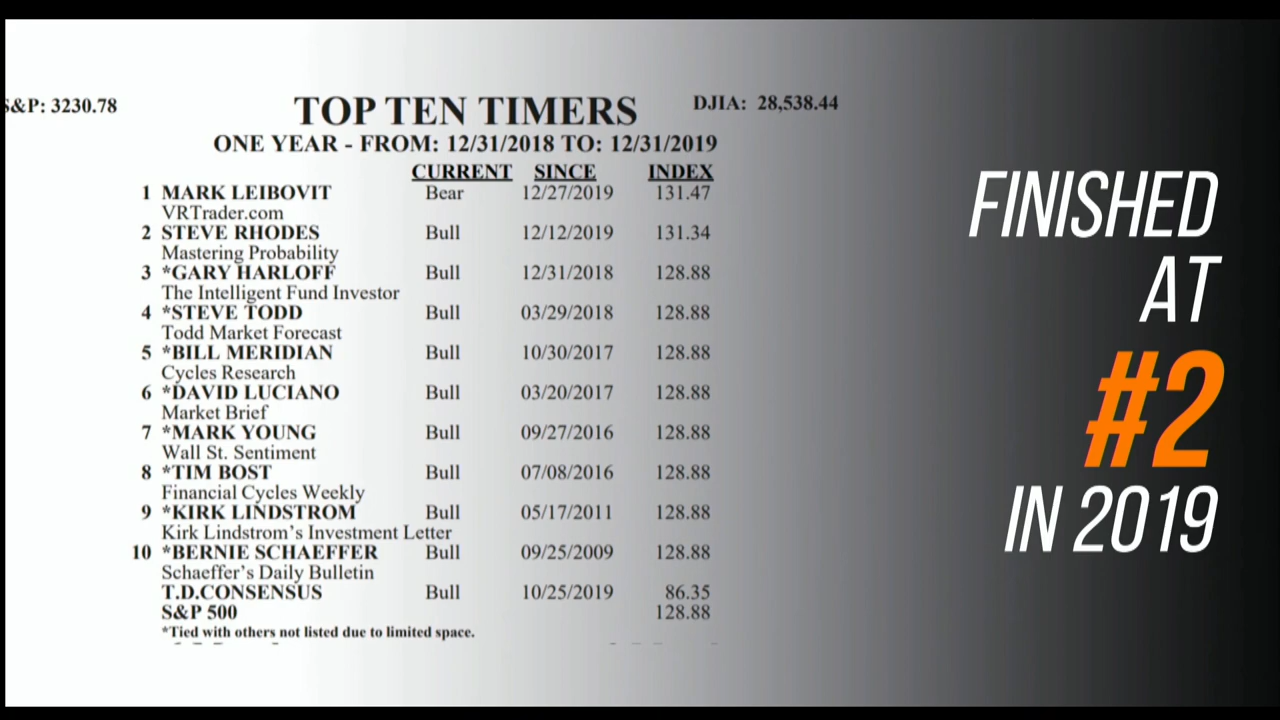 S&P: 3230.78
TOP TEN TIMERS
DJIA: 28,538.44
ONE YEAR - FROM: 12/31/2018 TO: 12/31/2019
CURRENT SINCE INDEX
1 MARK LEIBOVIT Bear 12/27/2019 131.47
VRTrader.com
2 STEVE RHODES Bull 12/12/2019 131.34
Mastering Probability
3 *GARY HARLOFF Bull 12/31/2018 128.88
The Intelligent Fund Investor
4 *STEVE TODD Bull 03/29/2018 128.88
Todd Market Forecast
5 *BILL MERIDIAN Bull 10/30/2017 128.88
Cycles Research
6 *DAVID LUCIANO Bull 03/20/2017 128.88
Market Brief
7 *MARK YOUNG Bull 09/27/2016 128.88
Wall St. Sentiment
8 *TIM BOST Bull 07/08/2016 128.88
Financial Cycles Weekly
9 *KIRK LINDSTROM Bull 05/17/2011 128.88
Kirk Lindstrom's Investment Letter
10 *BERNIE SCHAEFFER Bull 09/25/2009 128.88
Schaeffer's Daily Bulletin
T.D.CONSENSUS Bull 10/25/2019 86.35
S&P 500 128.88
*Tied with others not listed due to limited space.
FINISHED
AT
#2
IN 2019